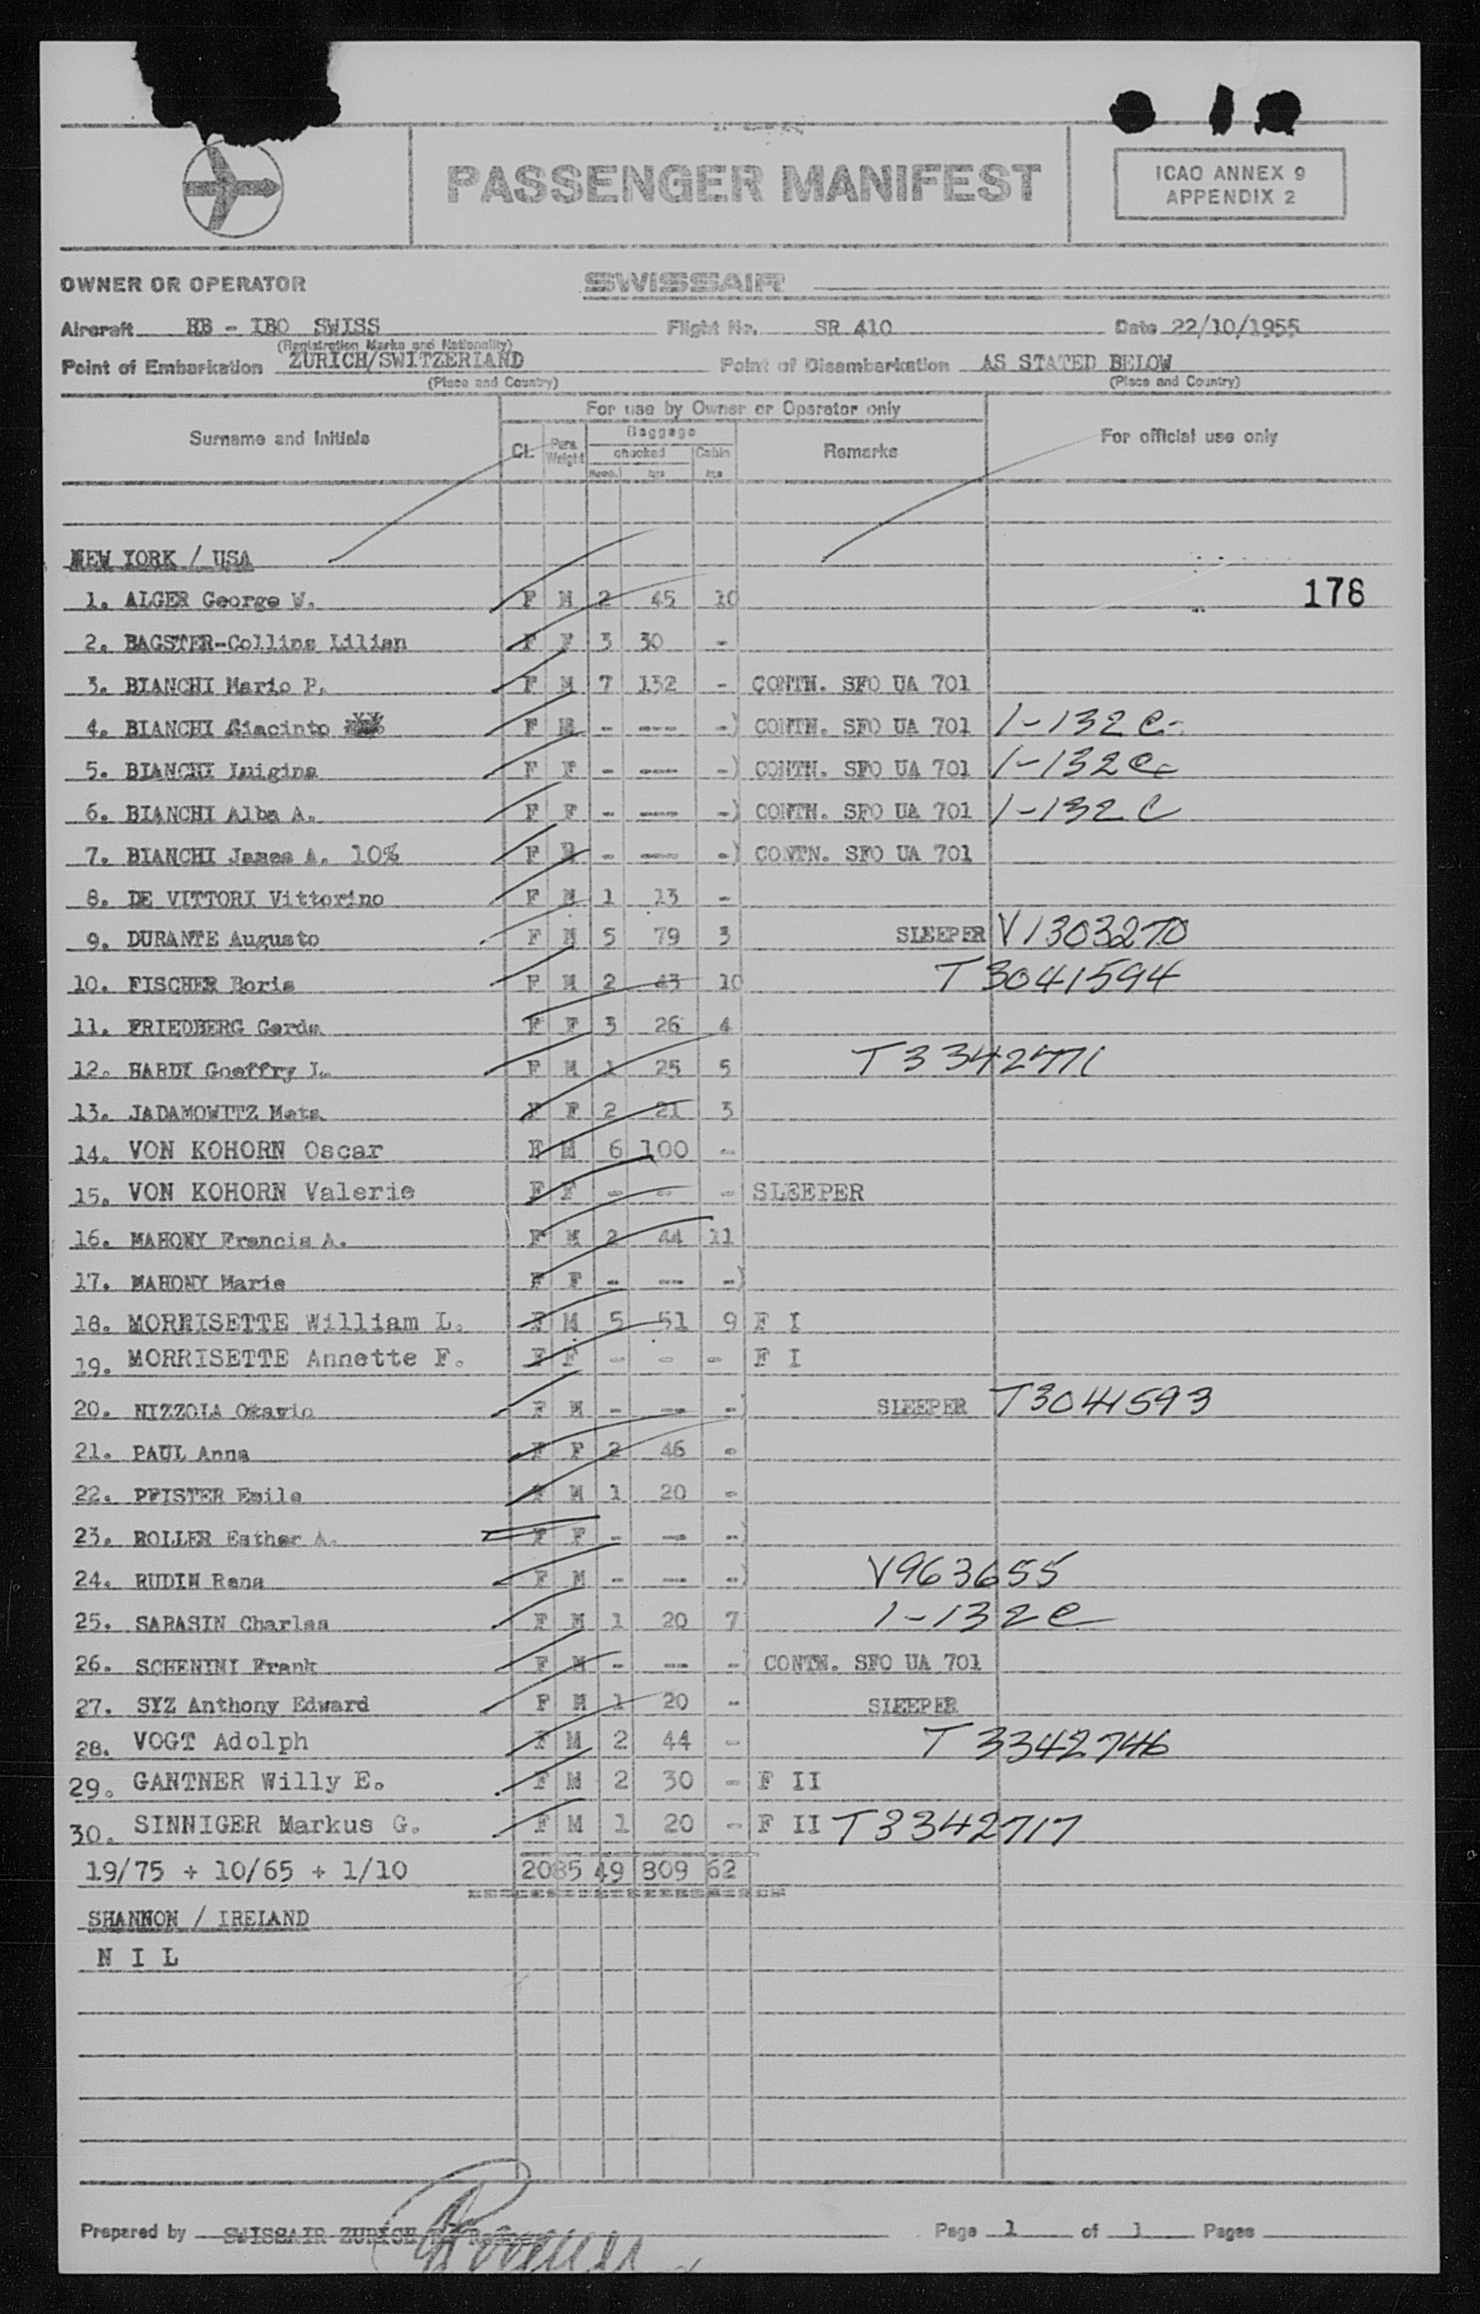 PASSENGER MANIFEST
ICAO ANNEX 9
APPENDIX 2
OWNER OR OPERATOR SWISSAIR
Aircraft HB - IBO SWISS Flight No. SR 410 Date 22/10/1955
(Registration Marks and Nationality)
Point of Embarkation ZURICH/SWITZERLAND Point of Disembarkation AS STATED BELOW
(Place and Country) (Place and Country)
For use by Owner or Operator only
Surname and Initials Cl. Pers. Weight Baggage checked Cabin Remarks For official use only
kgs kgs
NEW YORK / USA
1. ALGER George W. F M 2 45 10 178
2. BAGSTER-Collins Lilian F F 3 30 -
3. BIANCHI Mario P. F M 7 132 - CONTN. SFO UA 701
4. BIANCHI Giacinto F M - --- -) CONTN. SFO UA 701 1-132 C-
5. BIANCHI Luigina F F - --- -) CONTN. SFO UA 701 1-132 C
6. BIANCHI Alba A. F F - --- -) CONTN. SFO UA 701 1-132 C
7. BIANCHI James A. 10% F M - --- -) CONTN. SFO UA 701
8. DE VITTORI Vittorino F M 1 13 -
9. DURANTE Augusto F M 5 79 3 SLEEPER V1303270
10. FISCHER Boris F M 2 43 10 T3041594
11. FRIEDBERG Gerda F F 3 26 4
12. HARDY Goeffry L. F M 1 25 5 T3342771
13. JADAMOWITZ Meta F F 2 21 3
14. VON KOHORN Oscar F M 6 100 -
15. VON KOHORN Valerie F F - - - SLEEPER
16. MAHONY Francis A. F M 2 44 11
17. MAHONY Marie F F - -- -)
18. MORRISETTE William L. F M 5 51 9 F I
19. MORRISETTE Annette F. F F - - - F I
20. NIZZOLA Otavio F M - -- -) SLEEPER T3041593
21. PAUL Anna F F 2 46 -
22. PFISTER Emile F M 1 20 -
23. ROLLER Esther A. F F - -- -)
24. RUDIN Rena F M - -- -) V963655
25. SARASIN Charles F M 1 20 7 1-132 C
26. SCHENINI Frank F M - -- - CONTN. SFO UA 701
27. SYZ Anthony Edward F M 1 20 - SLEEPER
28. VOGT Adolph F M 2 44 - T3342746
29. GANTNER Willy E. F M 2 30 - F II
30. SINNIGER Markus G. F M 1 20 - F II T3342717
19/75 + 10/65 + 1/10 2085 49 809 62
SHANNON / IRELAND
N I L
Prepared by SWISSAIR ZURICH Page 1 of 1 Pages